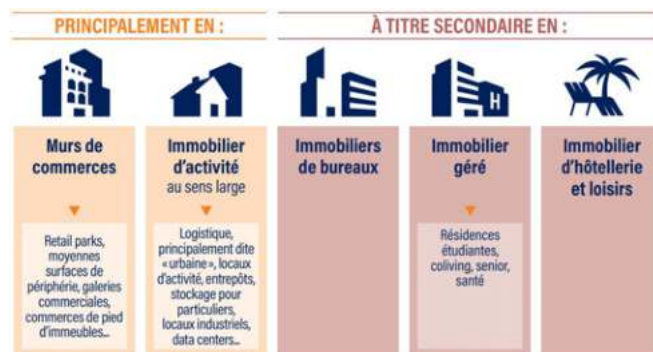 PRINCIPALEMENT EN :
À TITRE SECONDAIRE EN :
H
Murs de
commerces
Retail parks,
moyennes
surfaces de
périphérie, galeries
commerciales,
commerces de pied
d'immeubles...
Immobilier
d'activité
au sens large
Logistique,
principalement dite
« urbaine », locaux
d'activité, entrepôts,
stockage pour
particuliers,
locaux industriels,
data centers...
Immobiliers
de bureaux
Immobilier
géré
Résidences
étudiantes,
coliving, senior,
santé
Immobilier
d'hôtellerie
et loisirs